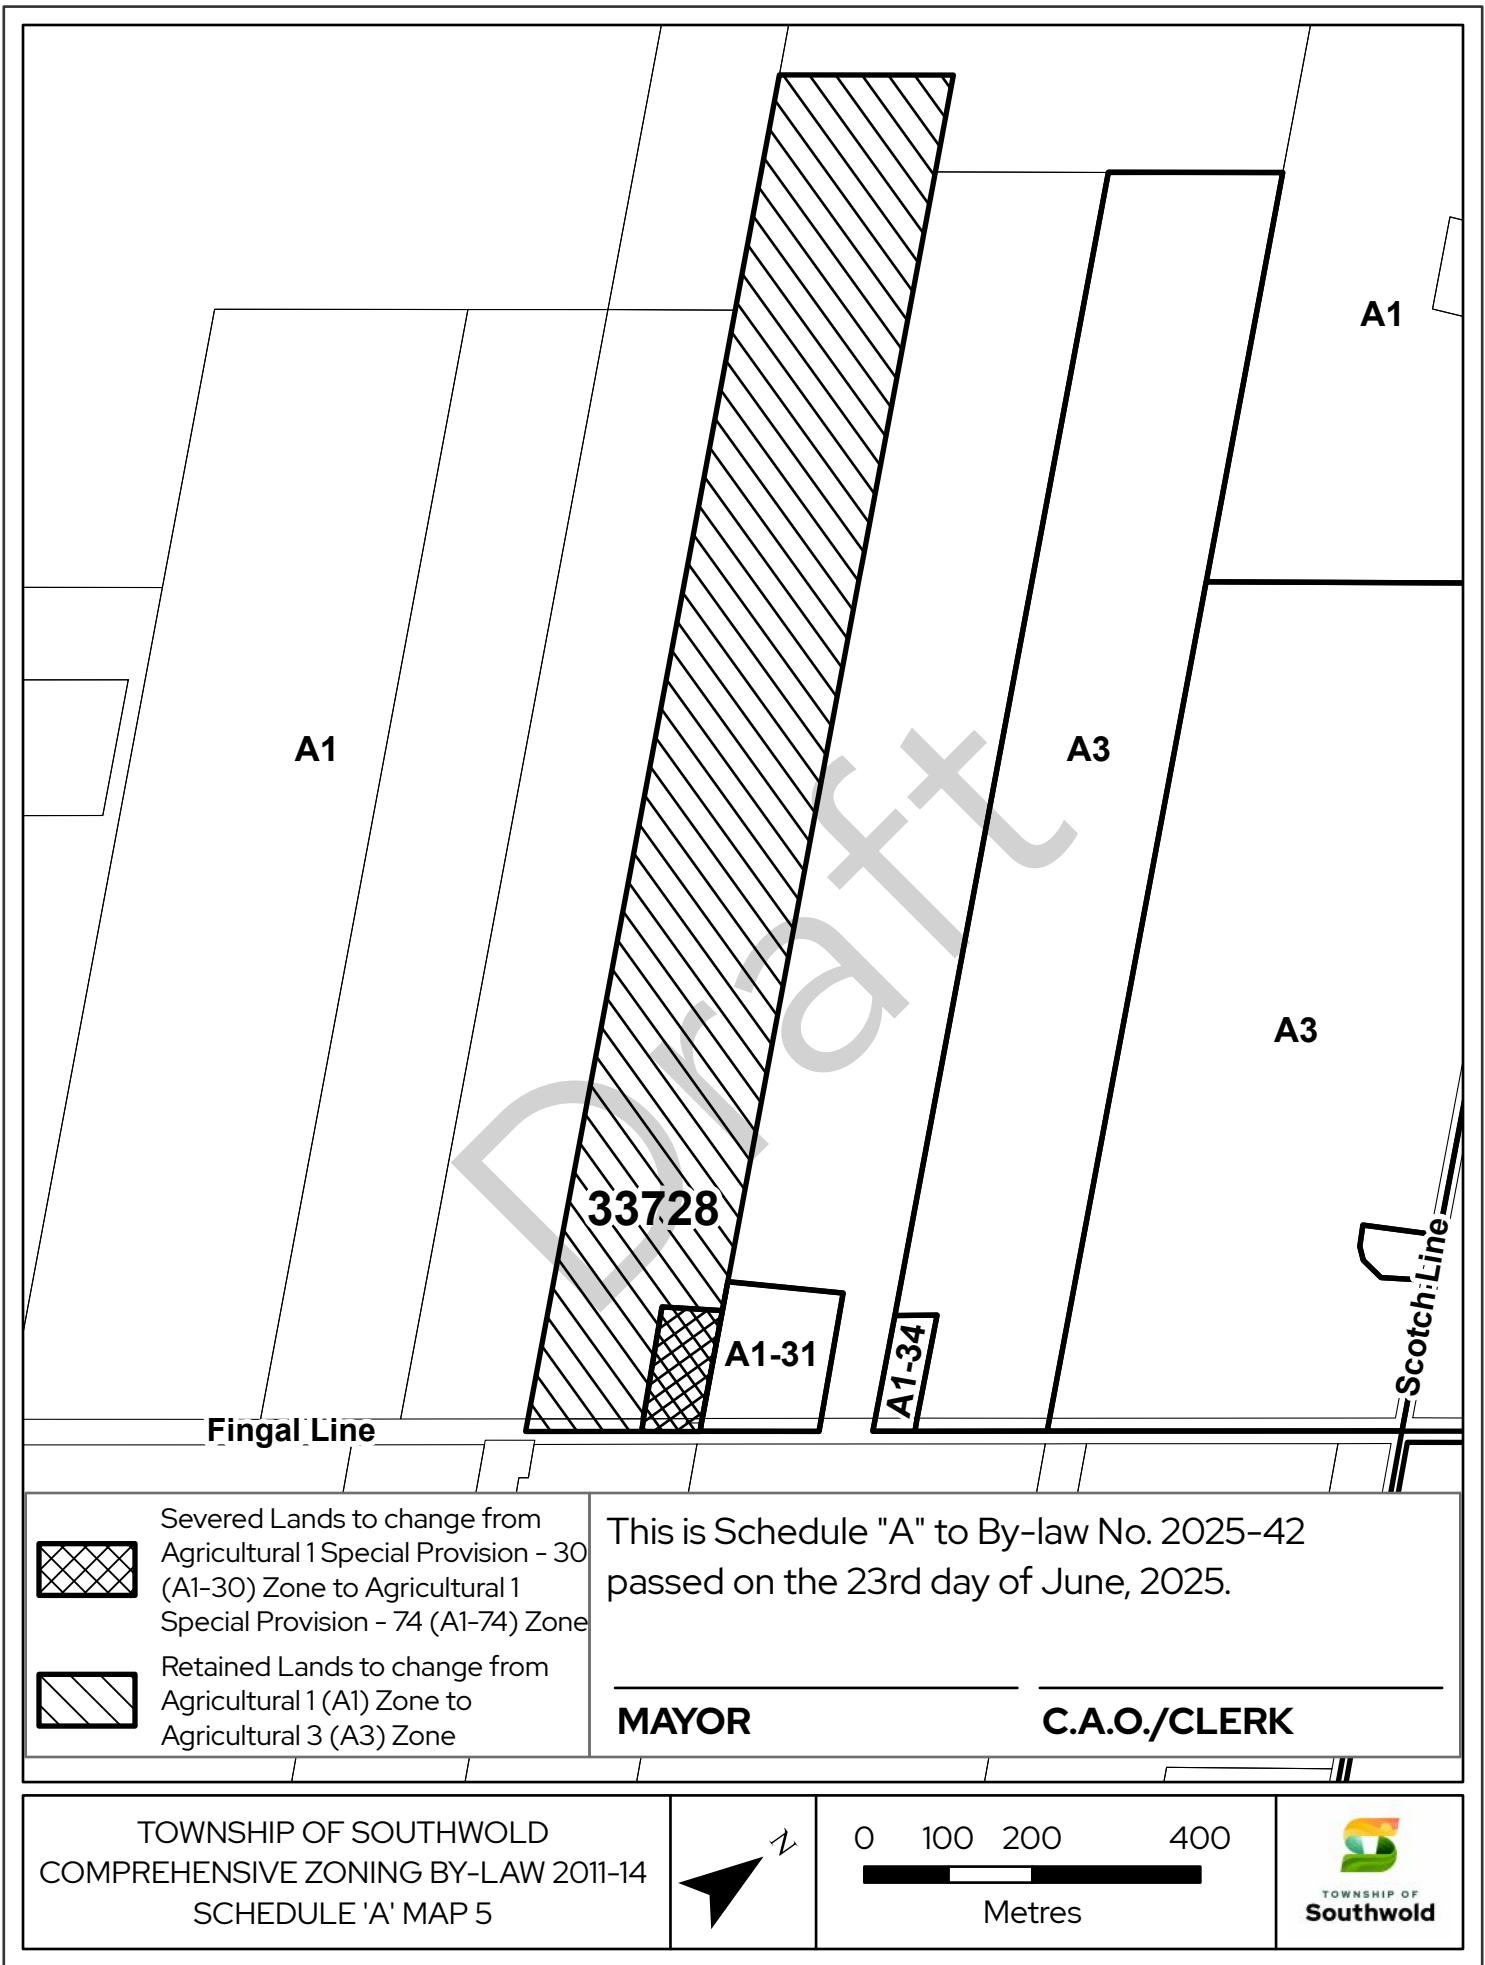 A1
A1
A3
A3
Draft
33728
A1-31
A1-34
Scotch Line
Fingal Line
Severed Lands to change from
Agricultural 1 Special Provision - 30
(A1-30) Zone to Agricultural 1
Special Provision - 74 (A1-74) Zone
Retained Lands to change from
Agricultural 1 (A1) Zone to
Agricultural 3 (A3) Zone
This is Schedule "A" to By-law No. 2025-42
passed on the 23rd day of June, 2025.
MAYOR
C.A.O./CLERK
TOWNSHIP OF SOUTHWOLD
COMPREHENSIVE ZONING BY-LAW 2011-14
SCHEDULE 'A' MAP 5
N
0 100 200 400
Metres
TOWNSHIP OF
Southwold